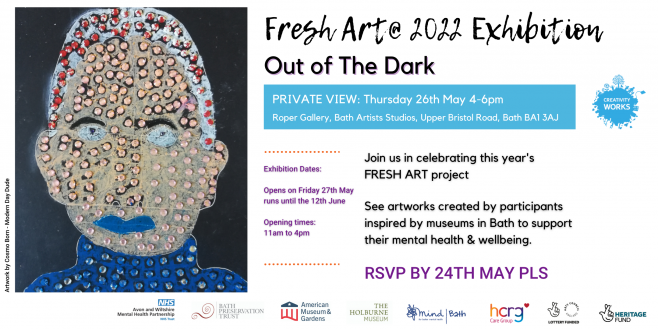 Fresh Art@ 2022 Exhibition
Out of The Dark
PRIVATE VIEW: Thursday 26th May 4-6pm
Roper Gallery, Bath Artists Studios, Upper Bristol Road, Bath BA1 3AJ
CREATIVITY
WORKS
Exhibition Dates:
Opens on Friday 27th May
runs until the 12th June
Opening times:
11am to 4pm
Join us in celebrating this year's
FRESH ART project
See artworks created by participants
inspired by museums in Bath to support
their mental health & wellbeing.
RSVP BY 24TH MAY PLS
Artwork by Cosmo Born - Modern Day Dude
NHS
Avon and Wiltshire
Mental Health Partnership
NHS Trust
BATH
PRESERVATION
TRUST
American
Museum &
Gardens
THE
HOLBURNE
MUSEUM
mind Bath
hcrg
Care Group
LOTTERY FUNDED
HERITAGE
FUND